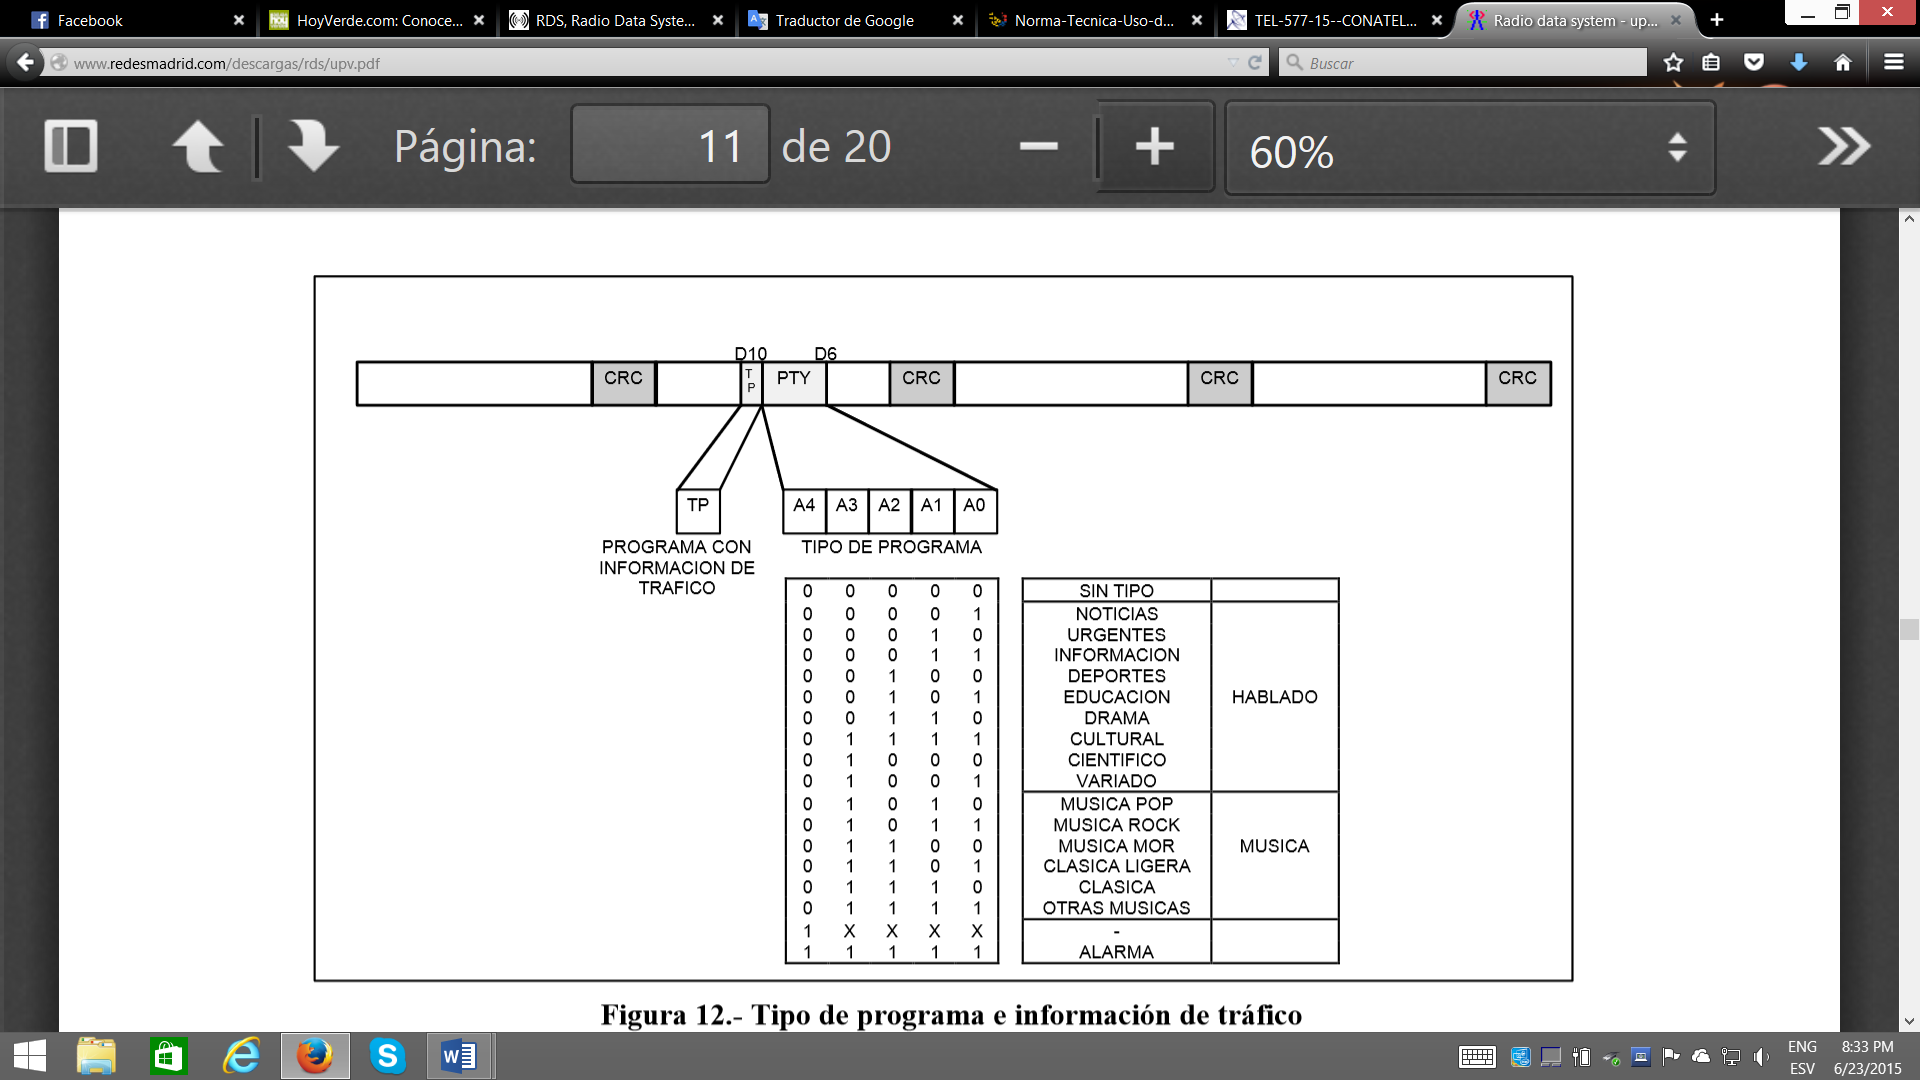 Facebook
HoyVerde.com: Conoce...
RDS, Radio Data Syste...
Traductor de Google
Norma-Tecnica-Uso-d...
TEL-577-15--CONATEL...
Radio data system - up...
www.redesmadrid.com/descargas/rds/upv.pdf
Buscar
Página: 11 de 20
60%
D10 D6
CRC T P PTY CRC CRC CRC
TP A4 A3 A2 A1 A0
PROGRAMA CON TIPO DE PROGRAMA
INFORMACION DE
TRAFICO
0 0 0 0 0 SIN TIPO
0 0 0 0 1 NOTICIAS
0 0 0 1 0 URGENTES
0 0 0 1 1 INFORMACION
0 0 1 0 0 DEPORTES
0 0 1 0 1 EDUCACION HABLADO
0 0 1 1 0 DRAMA
0 1 1 1 1 CULTURAL
0 1 0 0 0 CIENTIFICO
0 1 0 0 1 VARIADO
0 1 0 1 0 MUSICA POP
0 1 0 1 1 MUSICA ROCK
0 1 1 0 0 MUSICA MOR MUSICA
0 1 1 0 1 CLASICA LIGERA
0 1 1 1 0 CLASICA
0 1 1 1 1 OTRAS MUSICAS
1 X X X X -
1 1 1 1 1 ALARMA
Figura 12.- Tipo de programa e información de tráfico
ENG 8:33 PM
ESV 6/23/2015